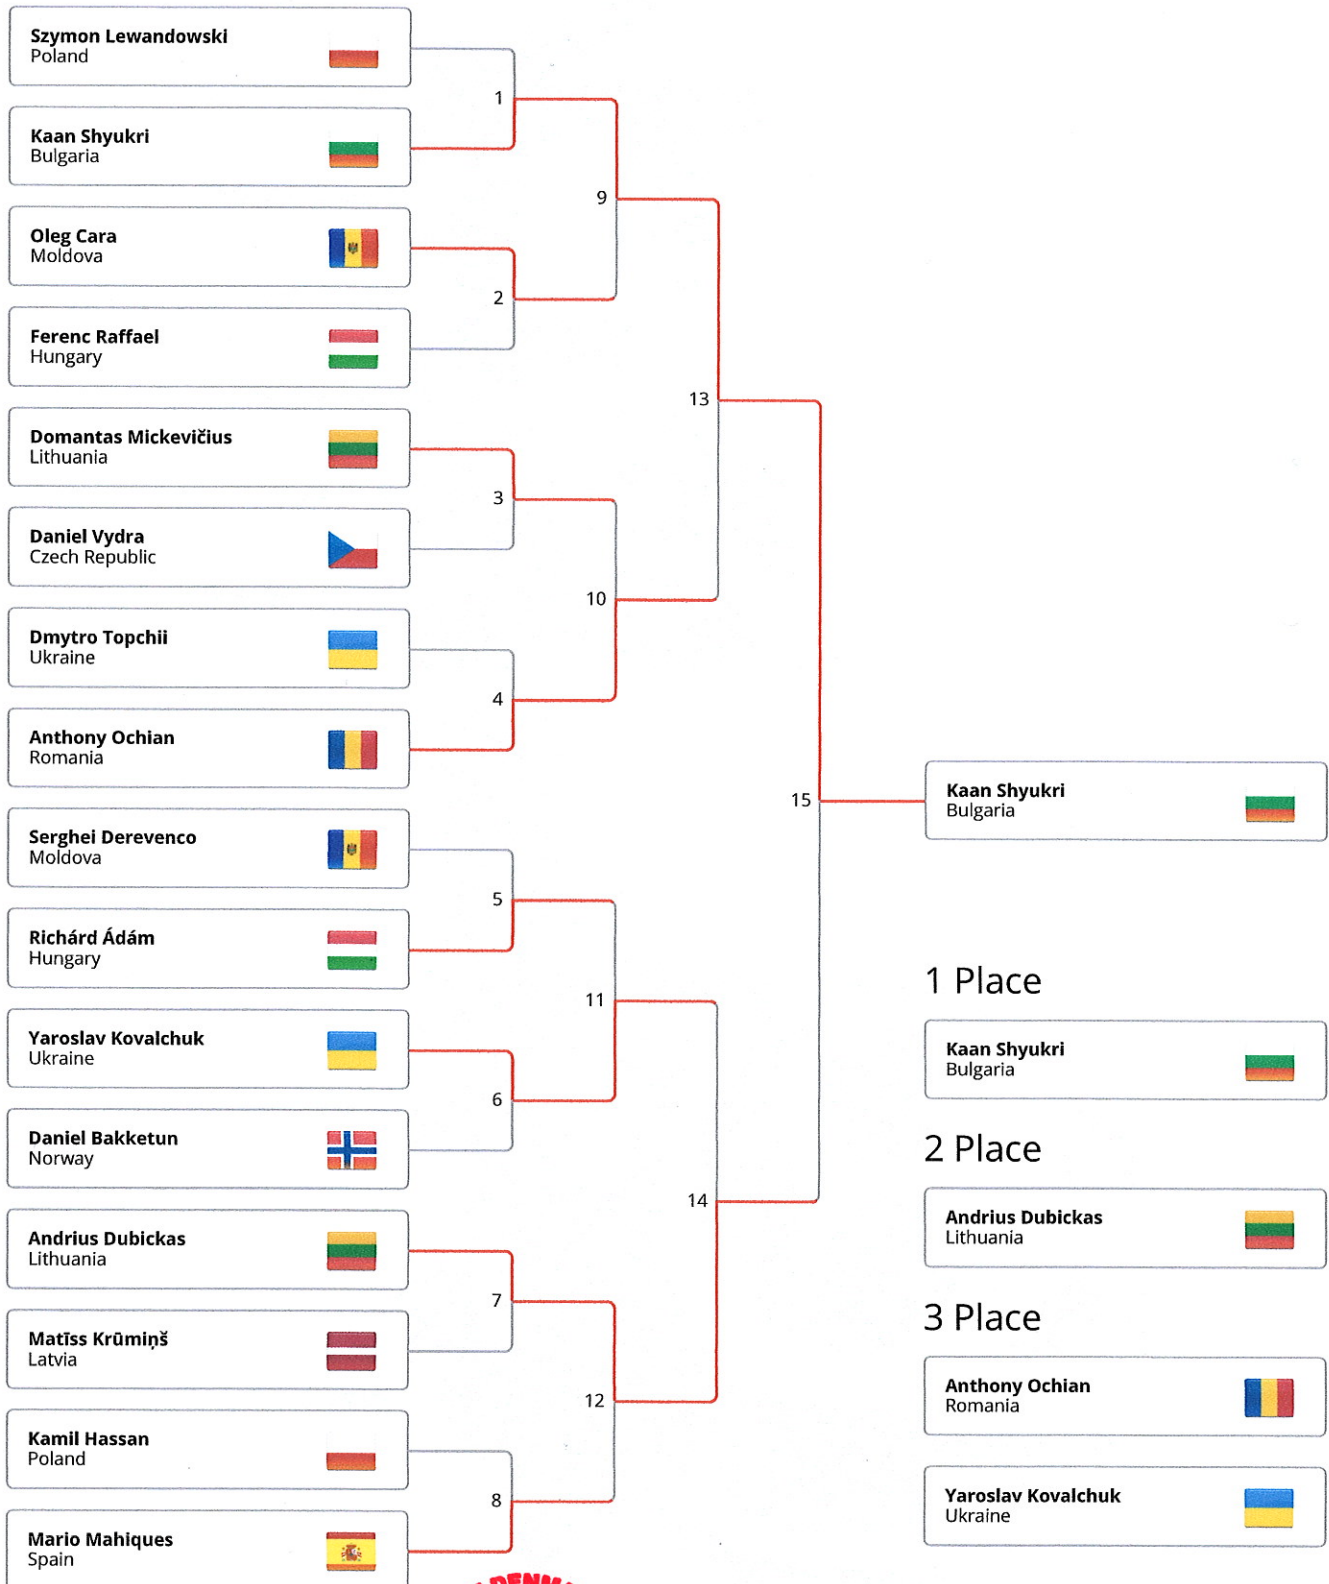 Szymon Lewandowski
Poland
1
Kaan Shyukri
Bulgaria
9
Oleg Cara
Moldova
2
Ferenc Raffael
Hungary
13
Domantas Mickevičius
Lithuania
3
Daniel Vydra
Czech Republic
10
Dmytro Topchii
Ukraine
4
Anthony Ochian
Romania
15
Kaan Shyukri
Bulgaria
Serghei Derevenco
Moldova
5
Richárd Ádám
Hungary
11
Yaroslav Kovalchuk
Ukraine
6
Daniel Bakketun
Norway
14
Andrius Dubickas
Lithuania
7
Matīss Krūmiņš
Latvia
12
Kamil Hassan
Poland
8
Mario Mahiques
Spain
1 Place
Kaan Shyukri
Bulgaria
2 Place
Andrius Dubickas
Lithuania
3 Place
Anthony Ochian
Romania
Yaroslav Kovalchuk
Ukraine